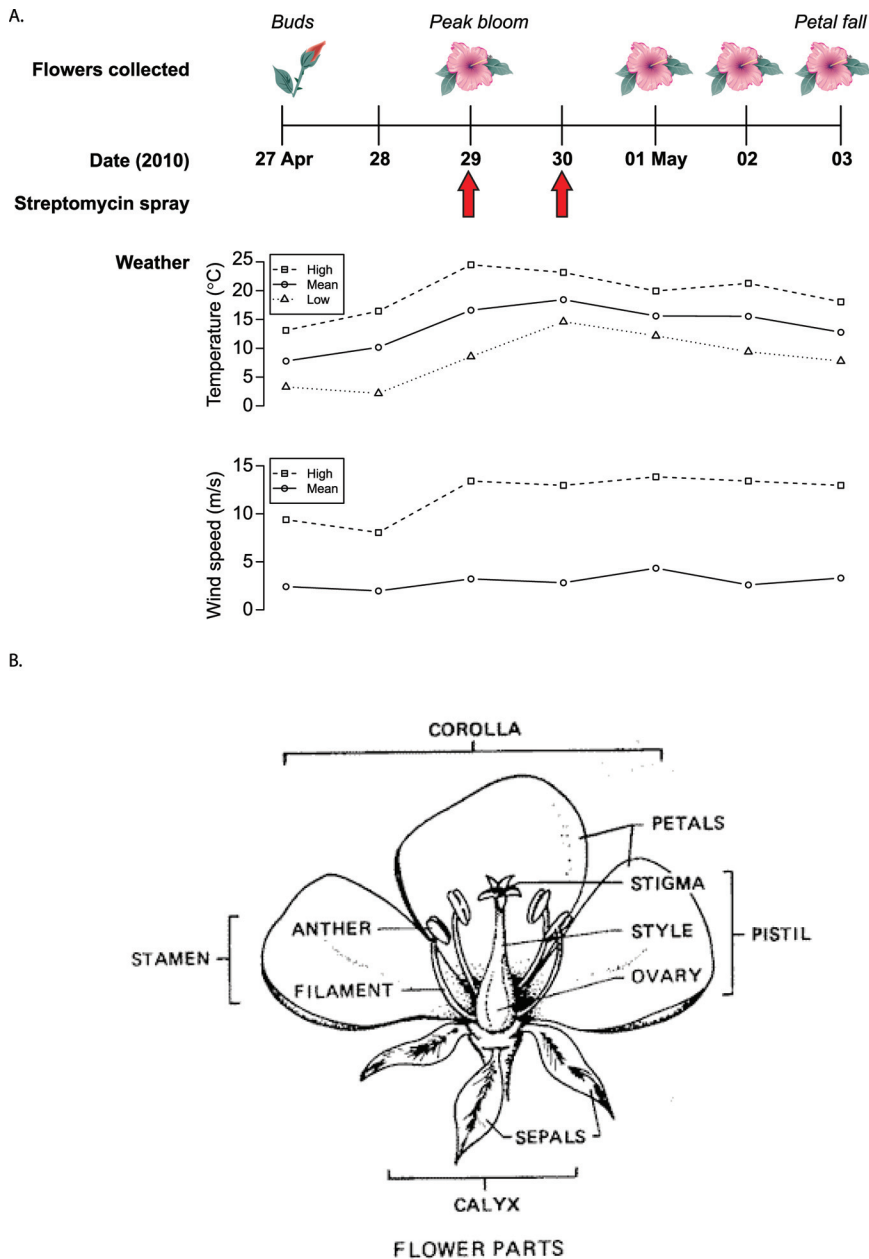 A.
Buds Peak bloom Petal fall
Flowers collected
Date (2010) 27 Apr 28 29 30 01 May 02 03
Streptomycin spray
Weather
Temperature (°C)
25
20
15
10
5
0
High
Mean
Low
Wind speed (m/s)
15
10
5
0
High
Mean
B.
COROLLA
PETALS
STIGMA
ANTHER
STYLE
PISTIL
STAMEN
FILAMENT
OVARY
SEPALS
CALYX
FLOWER PARTS